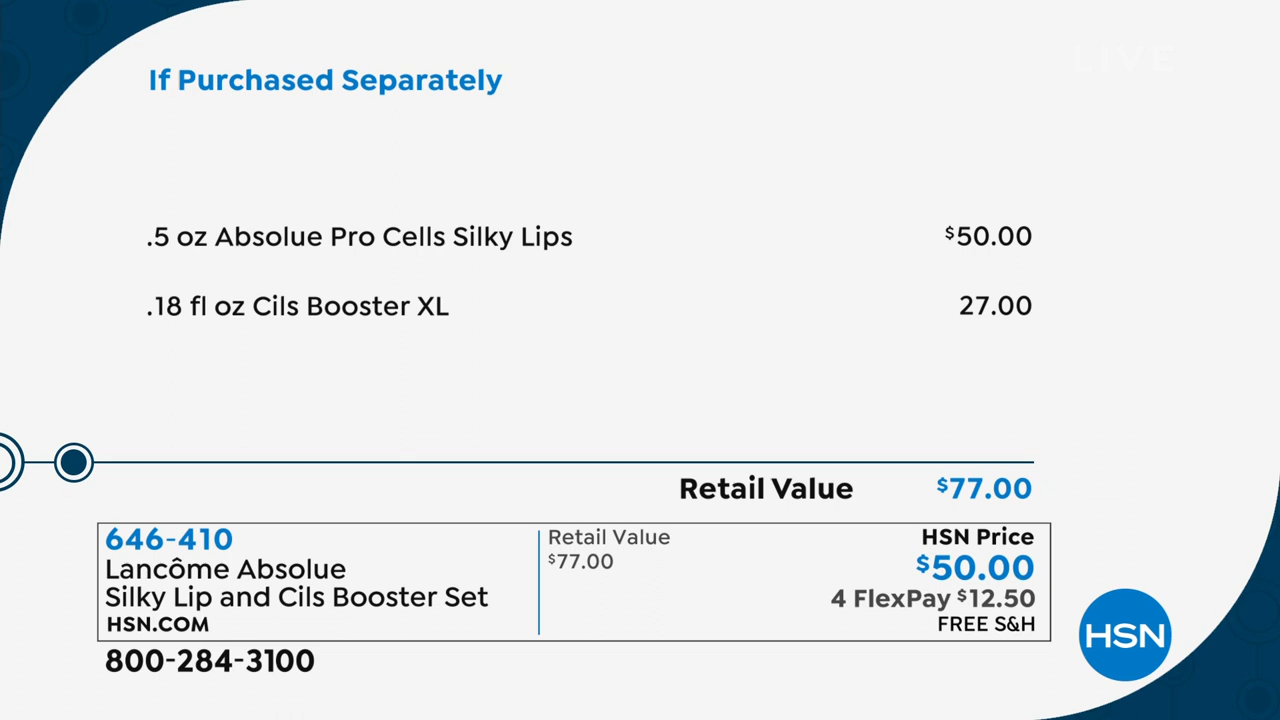 LIVE
If Purchased Separately
.5 oz Absolue Pro Cells Silky Lips $50.00
.18 fl oz Cils Booster XL 27.00
Retail Value $77.00
646-410
Lancôme Absolue
Silky Lip and Cils Booster Set
HSN.COM
Retail Value
$77.00
HSN Price
$50.00
4 FlexPay $12.50
FREE S&H
800-284-3100
HSN